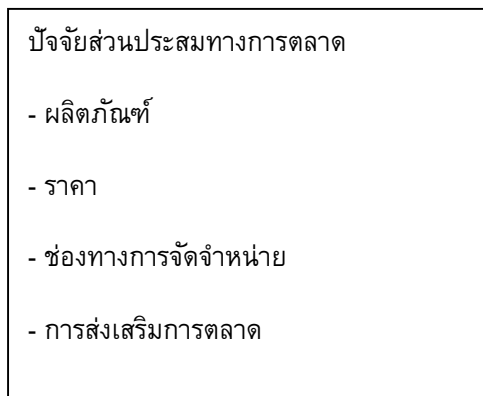 ปัจจัยส่วนประสมทางการตลาด
- ผลิตภัณฑ์
- ราคา
- ช่องทางการจัดจำหน่าย
- การส่งเสริมการตลาด